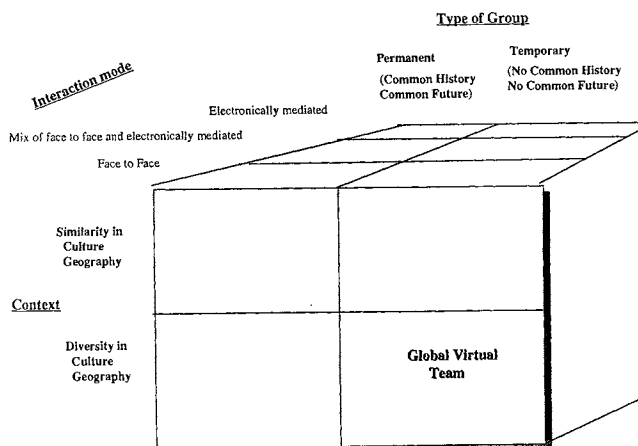 Type of Group
Permanent
(Common History
Common Future)
Temporary
(No Common History
No Common Future)
Interaction mode
Electronically mediated
Mix of face to face and electronically mediated
Face to Face
Similarity in
Culture
Geography
Context
Diversity in
Culture
Geography
Global Virtual
Team